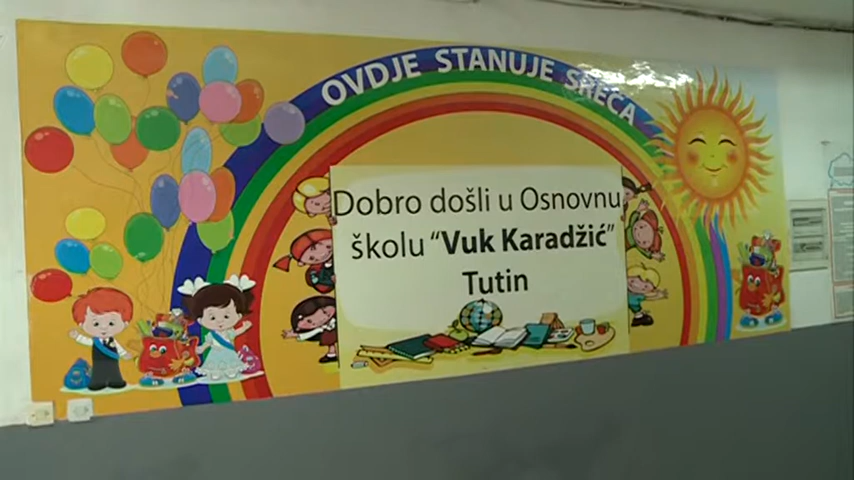 OVDJE STANUJE SREĆA
Dobro došli u Osnovnu
školu “Vuk Karadžić”
Tutin